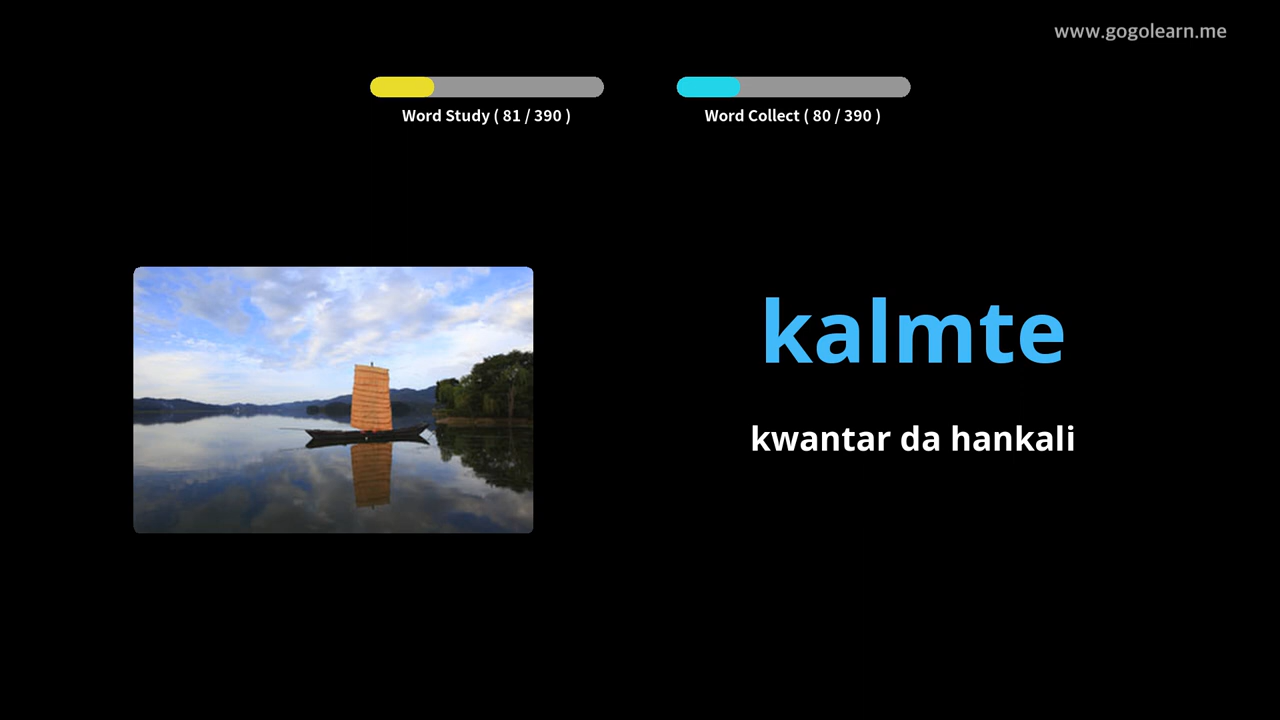 www.gogolearn.me
Word Study ( 81 / 390 )
Word Collect ( 80 / 390 )
kalmte
kwantar da hankali